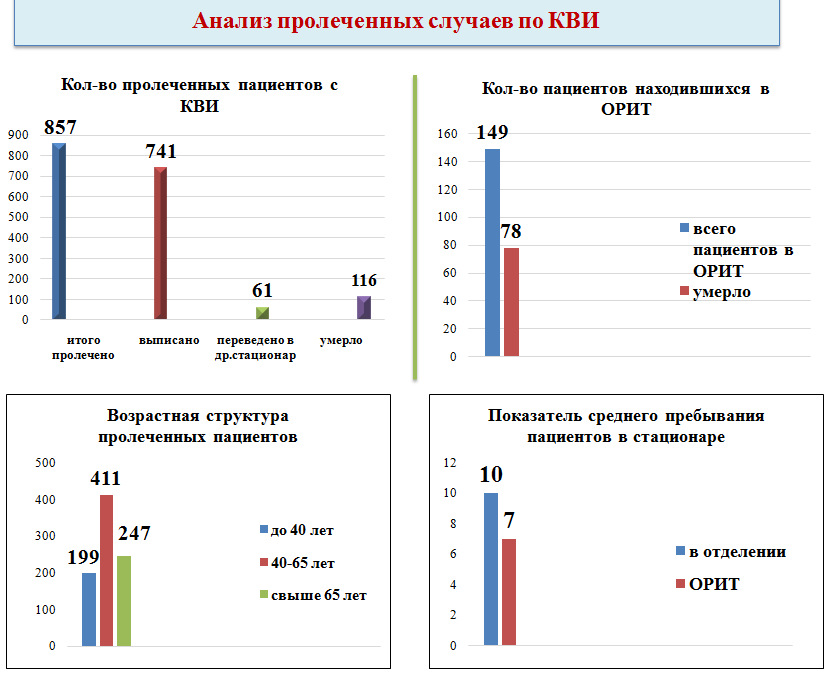 Анализ пролеченных случаев по КВИ
Кол-во пролеченных пациентов с
КВИ
900
800
700
600
500
400
300
200
100
0
857
741
61
116
итого
пролечено
выписано
переведено в
др.стационар
умерло
Кол-во пациентов находившихся в
ОРИТ
160
140
120
100
80
60
40
20
0
149
78
всего
пациентов в
ОРИТ
умерло
Возрастная структура
пролеченных пациентов
500
400
300
200
100
0
199
411
247
до 40 лет
40-65 лет
свыше 65 лет
Показатель среднего пребывания
пациентов в стационаре
12
10
8
6
4
2
0
10
7
в отделении
ОРИТ